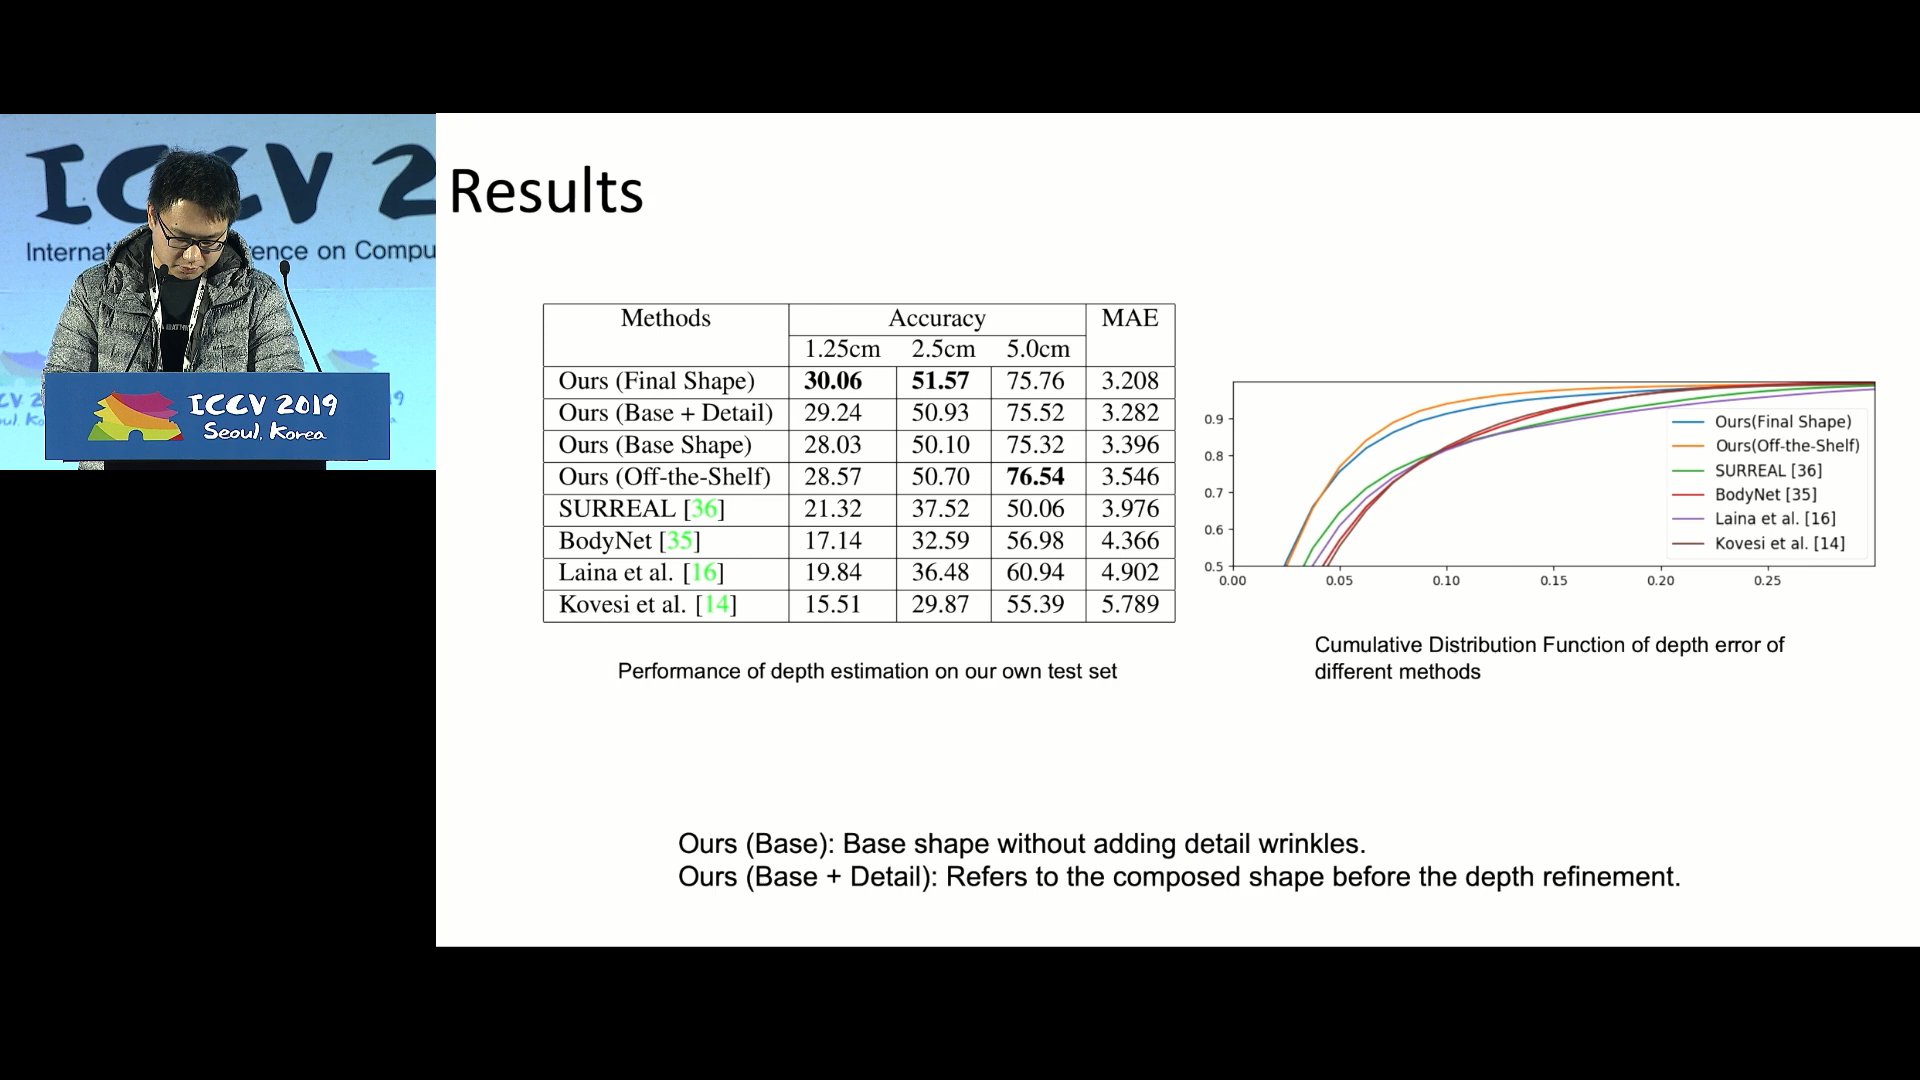 ICCV 2
Internat ence on Compu
ICCV 2019
Seoul, Korea
Results
Methods Accuracy MAE
1.25cm 2.5cm 5.0cm
Ours (Final Shape) 30.06 51.57 75.76 3.208
Ours (Base + Detail) 29.24 50.93 75.52 3.282
Ours (Base Shape) 28.03 50.10 75.32 3.396
Ours (Off-the-Shelf) 28.57 50.70 76.54 3.546
SURREAL [36] 21.32 37.52 50.06 3.976
BodyNet [35] 17.14 32.59 56.98 4.366
Laina et al. [16] 19.84 36.48 60.94 4.902
Kovesi et al. [14] 15.51 29.87 55.39 5.789
Performance of depth estimation on our own test set
0.9
0.8
0.7
0.6
0.5
0.00 0.05 0.10 0.15 0.20 0.25
Ours(Final Shape)
Ours(Off-the-Shelf)
SURREAL [36]
BodyNet [35]
Laina et al. [16]
Kovesi et al. [14]
Cumulative Distribution Function of depth error of
different methods
Ours (Base): Base shape without adding detail wrinkles.
Ours (Base + Detail): Refers to the composed shape before the depth refinement.